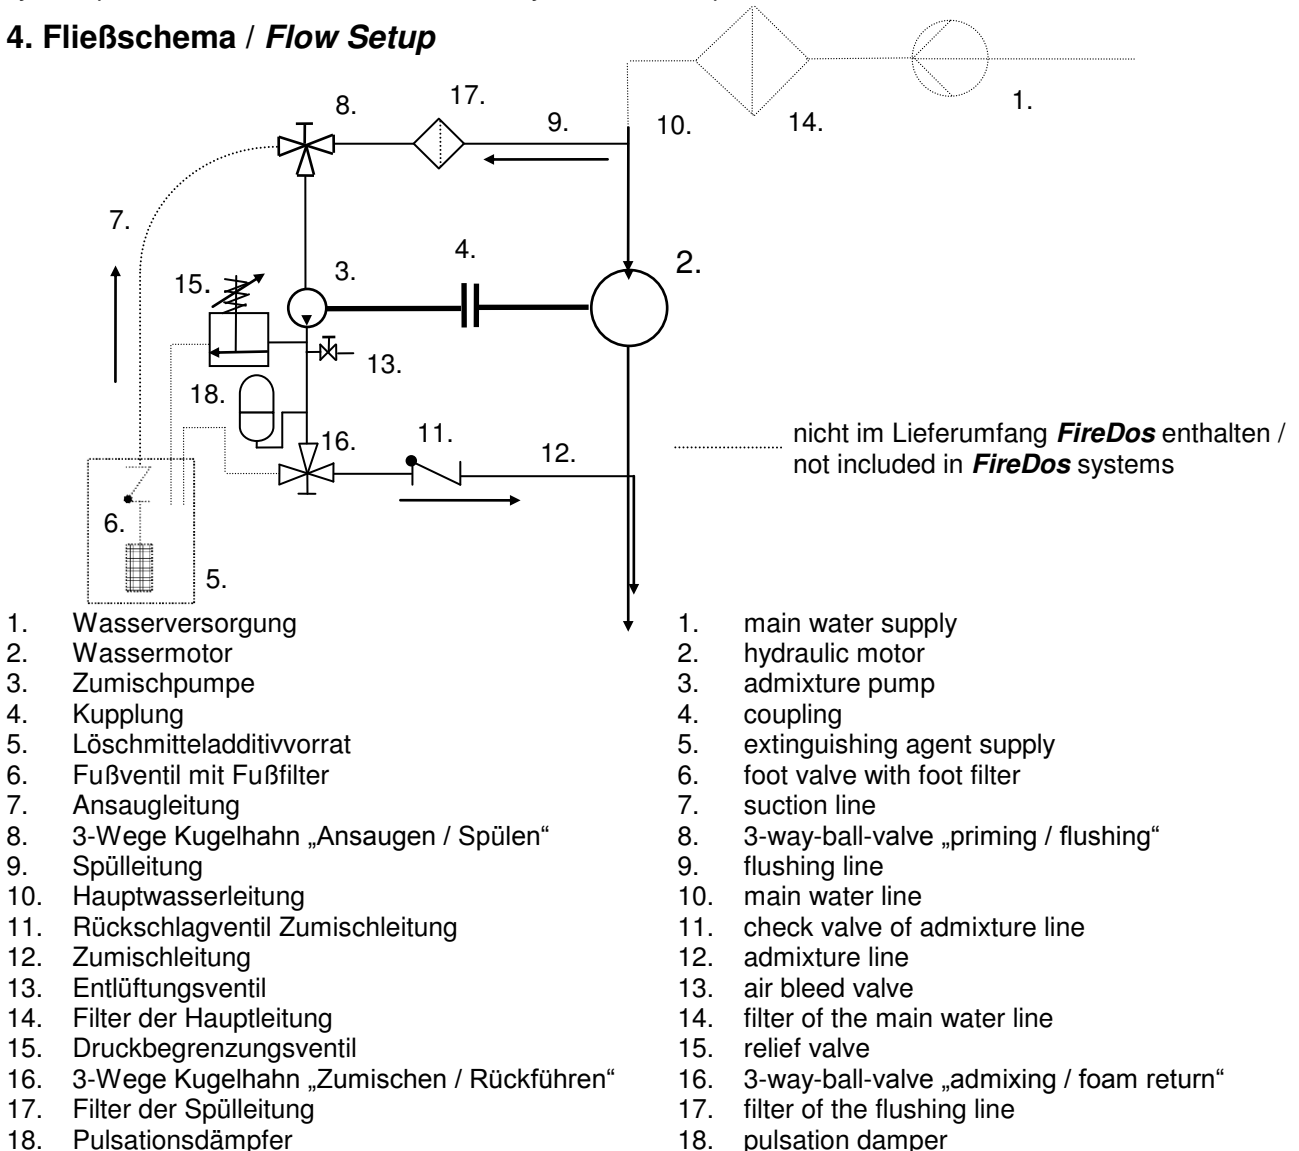 4. Fließschema / Flow Setup
1.
14.
10.
9.
17.
8.
7.
2.
4.
3.
15.
13.
18.
16.
11.
12.
nicht im Lieferumfang FireDos enthalten /
not included in FireDos systems
6.
5.
1. Wasserversorgung
2. Wassermotor
3. Zumischpumpe
4. Kupplung
5. Löschmitteladditivvorrat
6. Fußventil mit Fußfilter
7. Ansaugleitung
8. 3-Wege Kugelhahn „Ansaugen / Spülen“
9. Spülleitung
10. Hauptwasserleitung
11. Rückschlagventil Zumischleitung
12. Zumischleitung
13. Entlüftungsventil
14. Filter der Hauptleitung
15. Druckbegrenzungsventil
16. 3-Wege Kugelhahn „Zumischen / Rückführen“
17. Filter der Spülleitung
18. Pulsationsdämpfer
1. main water supply
2. hydraulic motor
3. admixture pump
4. coupling
5. extinguishing agent supply
6. foot valve with foot filter
7. suction line
8. 3-way-ball-valve „priming / flushing“
9. flushing line
10. main water line
11. check valve of admixture line
12. admixture line
13. air bleed valve
14. filter of the main water line
15. relief valve
16. 3-way-ball-valve „admixing / foam return“
17. filter of the flushing line
18. pulsation damper